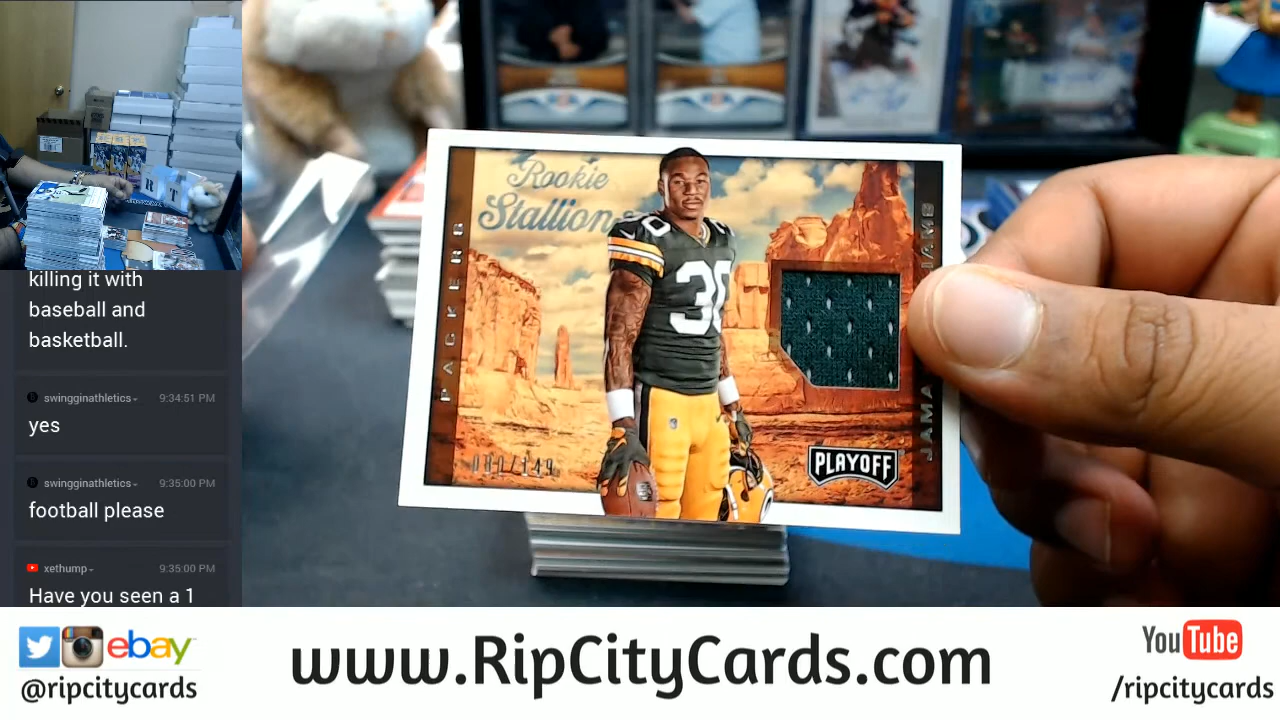 killing it with
baseball and
basketball.
swingginathletics
9:34:51 PM
yes
swingginathletics
9:35:00 PM
football please
xethump
9:35:00 PM
Have you seen a 1
Rookie
Stallions
PACKERS
30
PLAYOFF
ebay
@ripcitycards
www.RipCityCards.com
YouTube
/ripcitycards